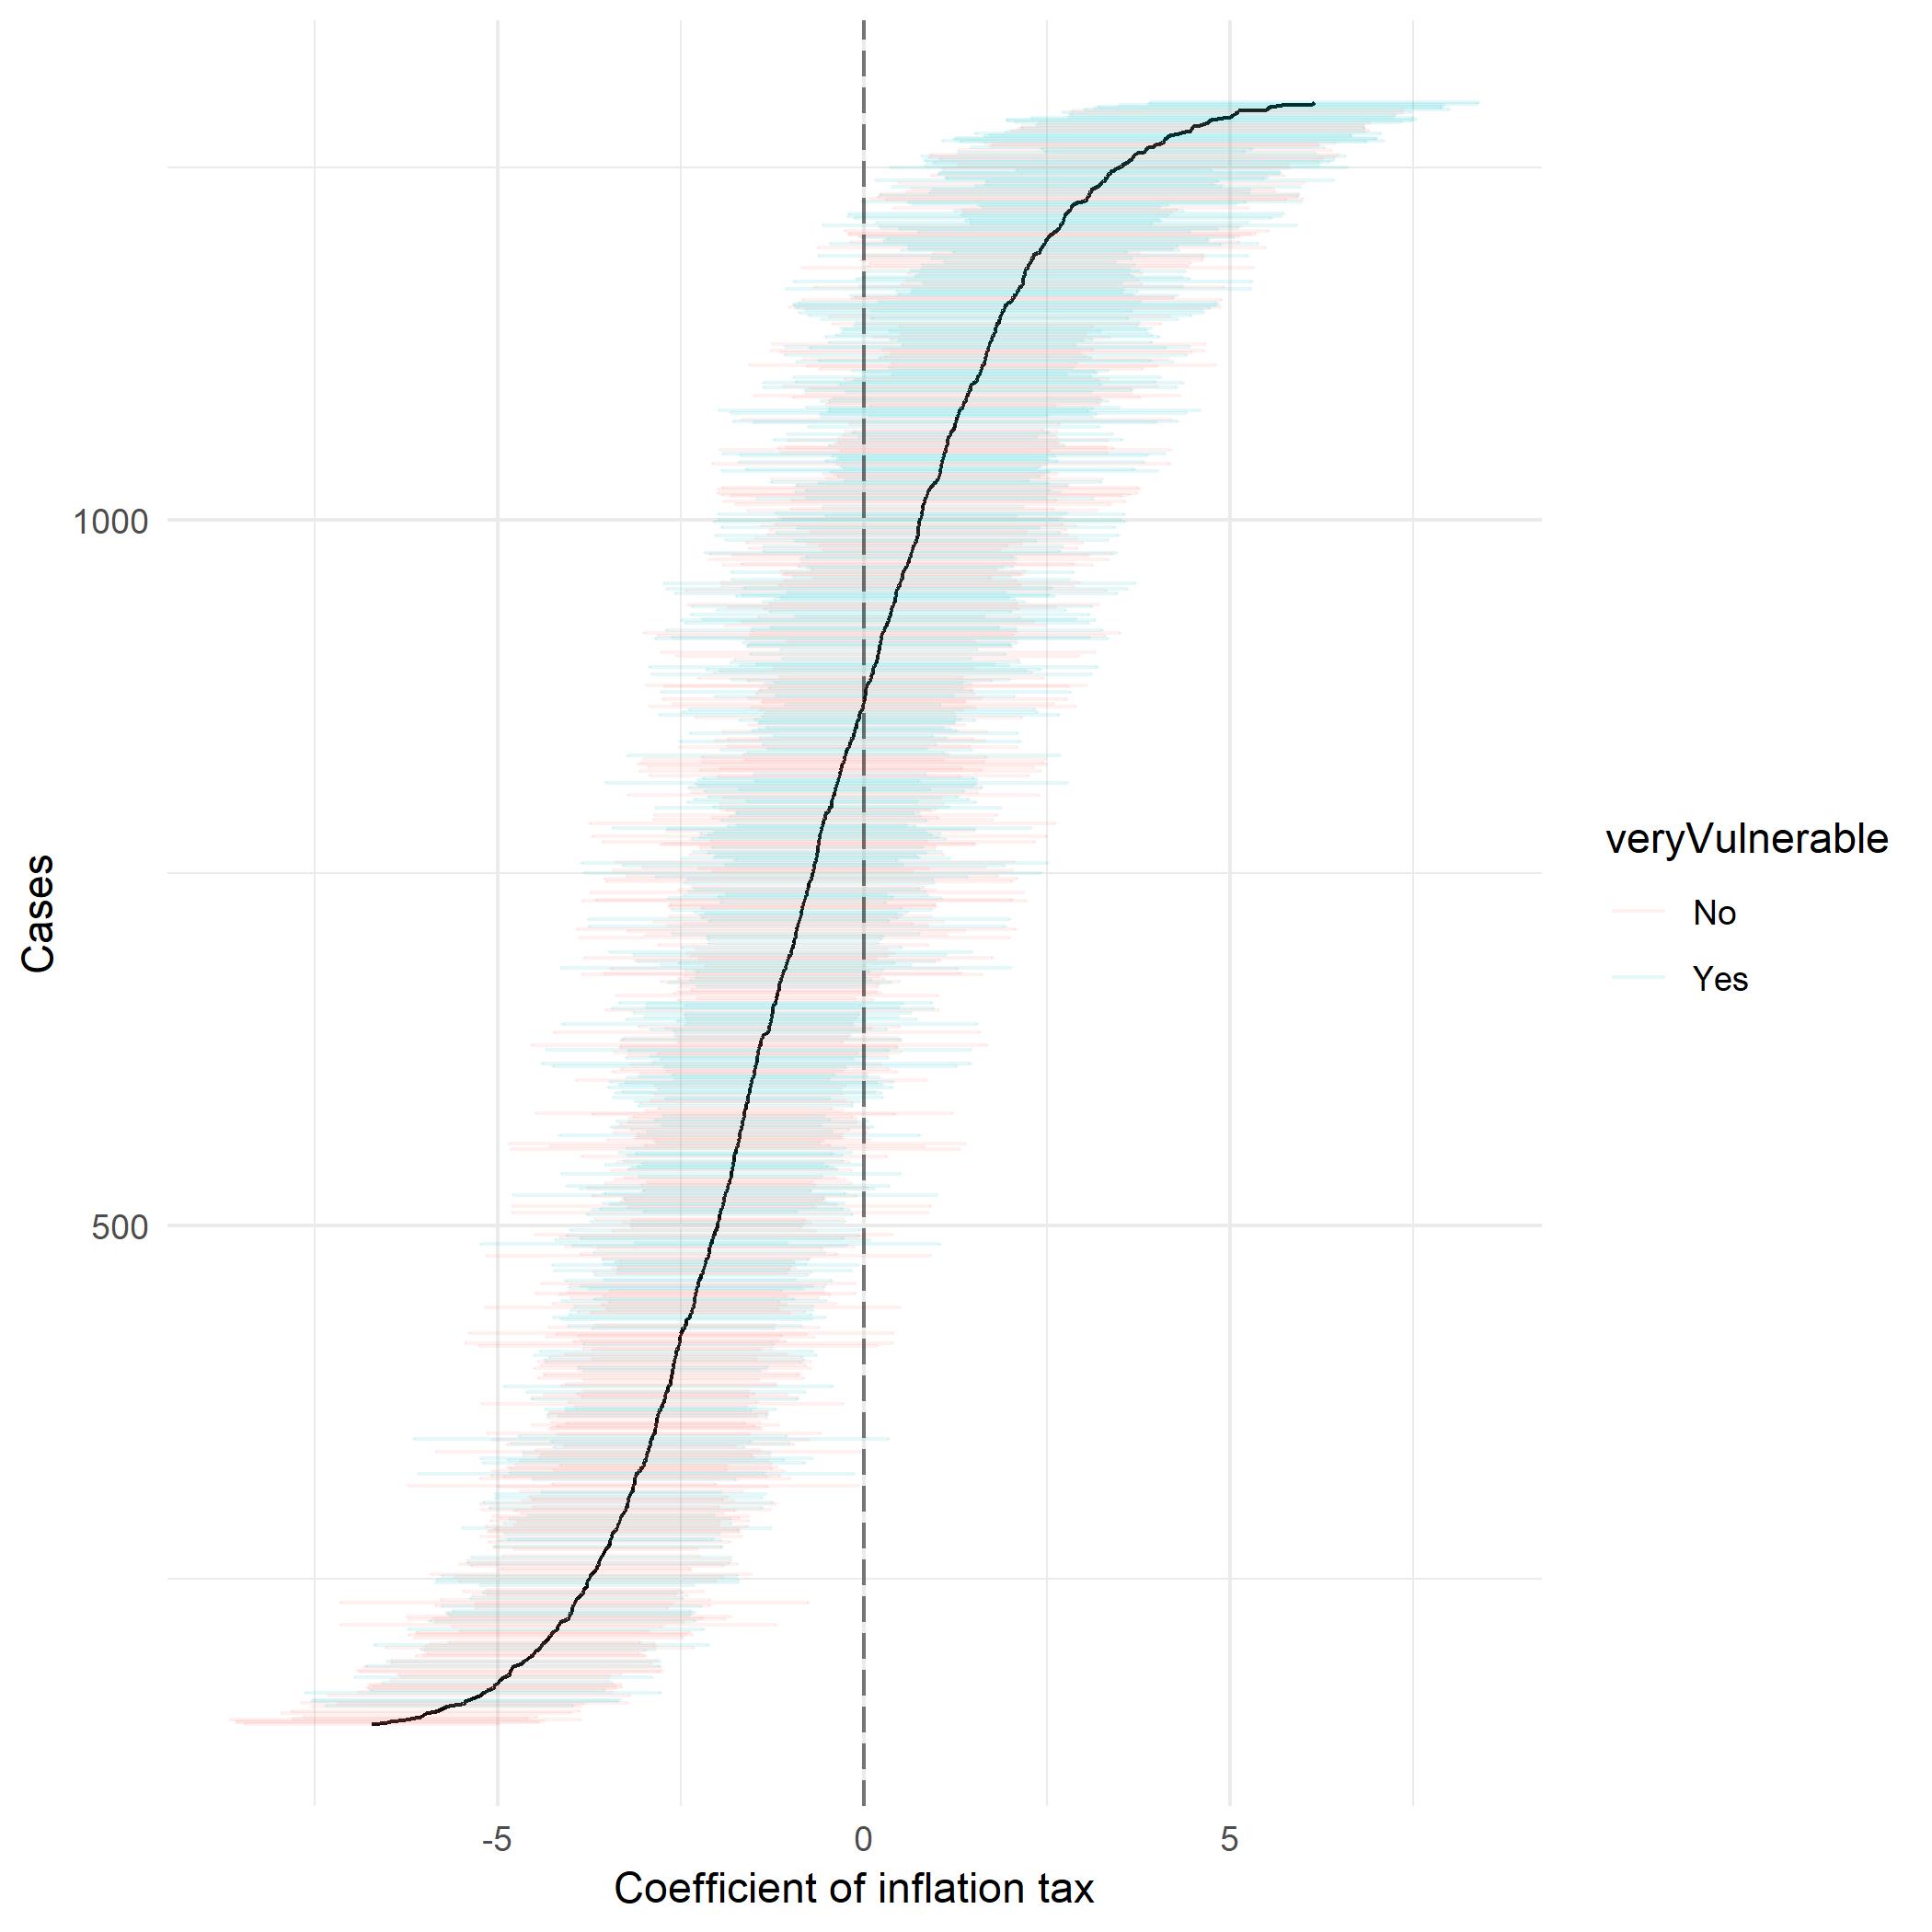 1000
500
Cases
-5
0
5
Coefficient of inflation tax
veryVulnerable
No
Yes